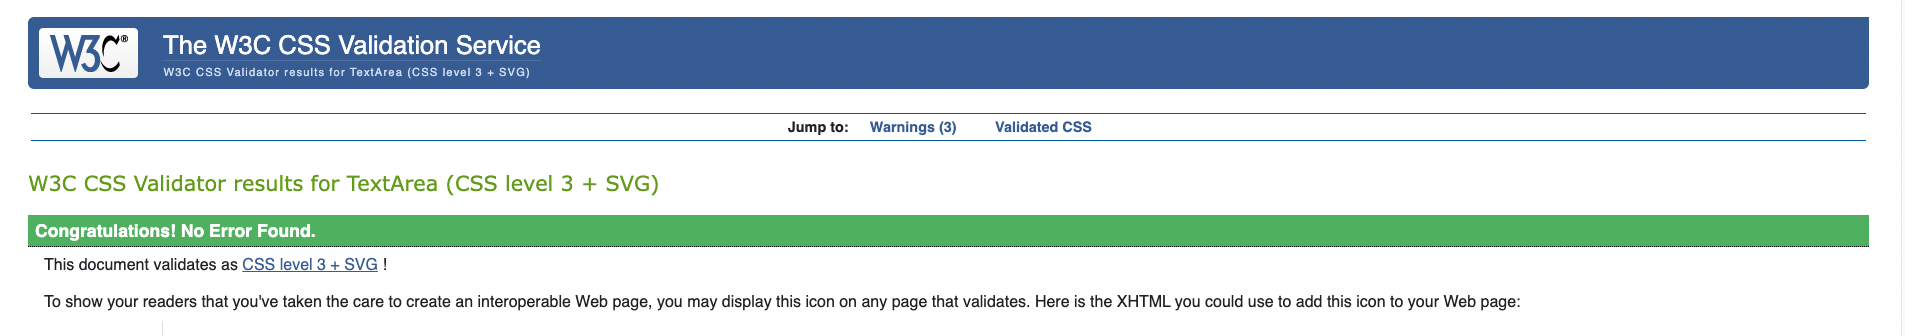 W3C®
The W3C CSS Validation Service
W3C CSS Validator results for TextArea (CSS level 3 + SVG)
Jump to: Warnings (3) Validated CSS
W3C CSS Validator results for TextArea (CSS level 3 + SVG)
Congratulations! No Error Found.
This document validates as CSS level 3 + SVG !
To show your readers that you've taken the care to create an interoperable Web page, you may display this icon on any page that validates. Here is the XHTML you could use to add this icon to your Web page: